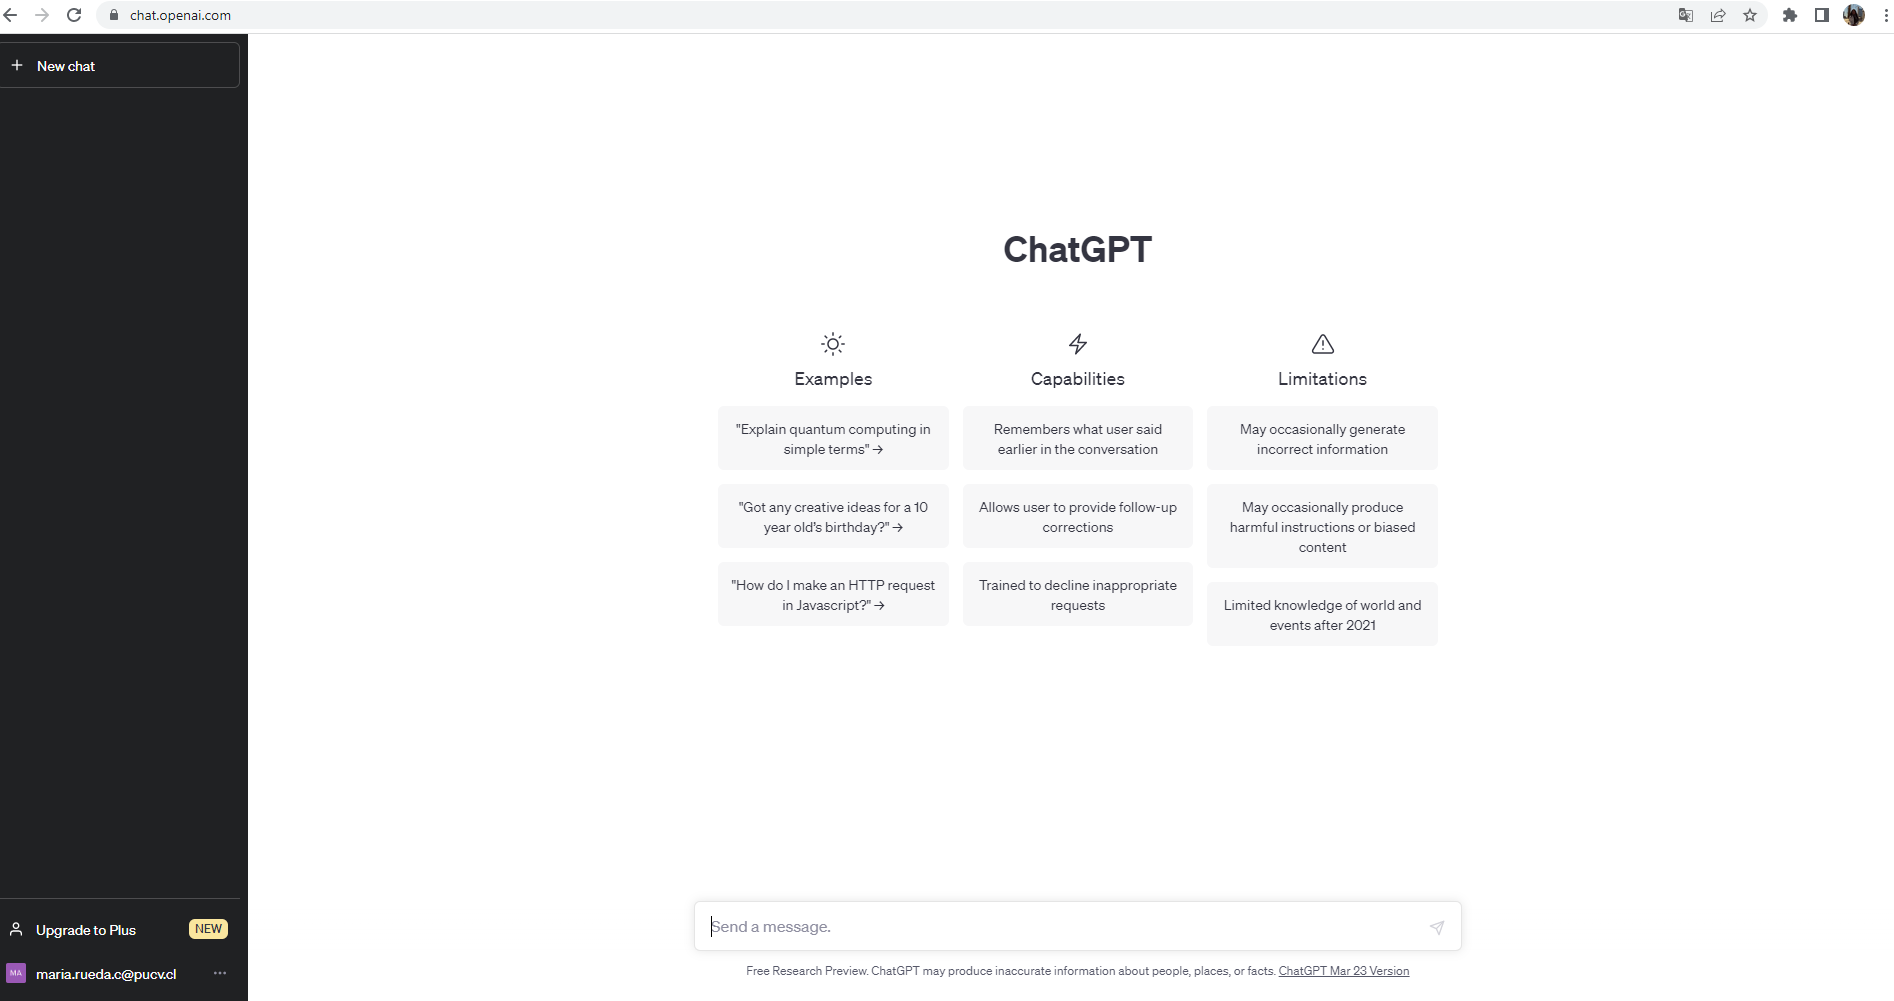 chat.openai.com
New chat
ChatGPT
Examples
"Explain quantum computing in
simple terms" →
"Got any creative ideas for a 10
year old's birthday?" →
"How do I make an HTTP request
in Javascript?" →
Capabilities
Remembers what user said
earlier in the conversation
Allows user to provide follow-up
corrections
Trained to decline inappropriate
requests
Limitations
May occasionally generate
incorrect information
May occasionally produce
harmful instructions or biased
content
Limited knowledge of world and
events after 2021
Upgrade to Plus NEW
MA maria.rueda.c@pucv.cl
Send a message.
Free Research Preview. ChatGPT may produce inaccurate information about people, places, or facts. ChatGPT Mar 23 Version